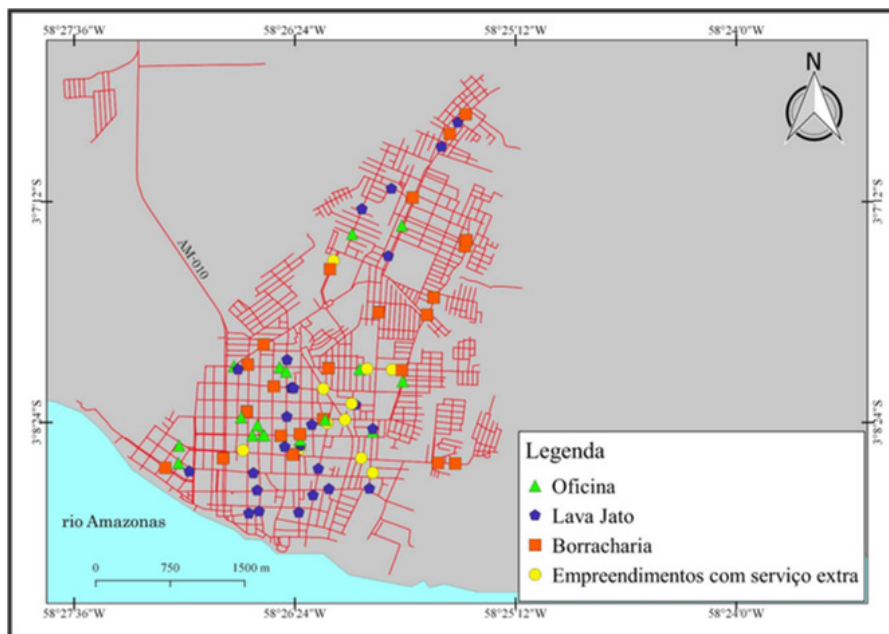 58°27'36"W 58°26'24"W 58°25'12"W 58°24'0"W
N
3°7'12"S 3°7'12"S
AM-010
3°8'24"S 3°8'24"S
Legenda
Oficina
Lava Jato
rio Amazonas
Borracharia
0 750 1500 m
Empreendimentos com serviço extra
58°27'36"W 58°26'24"W 58°25'12"W 58°24'0"W